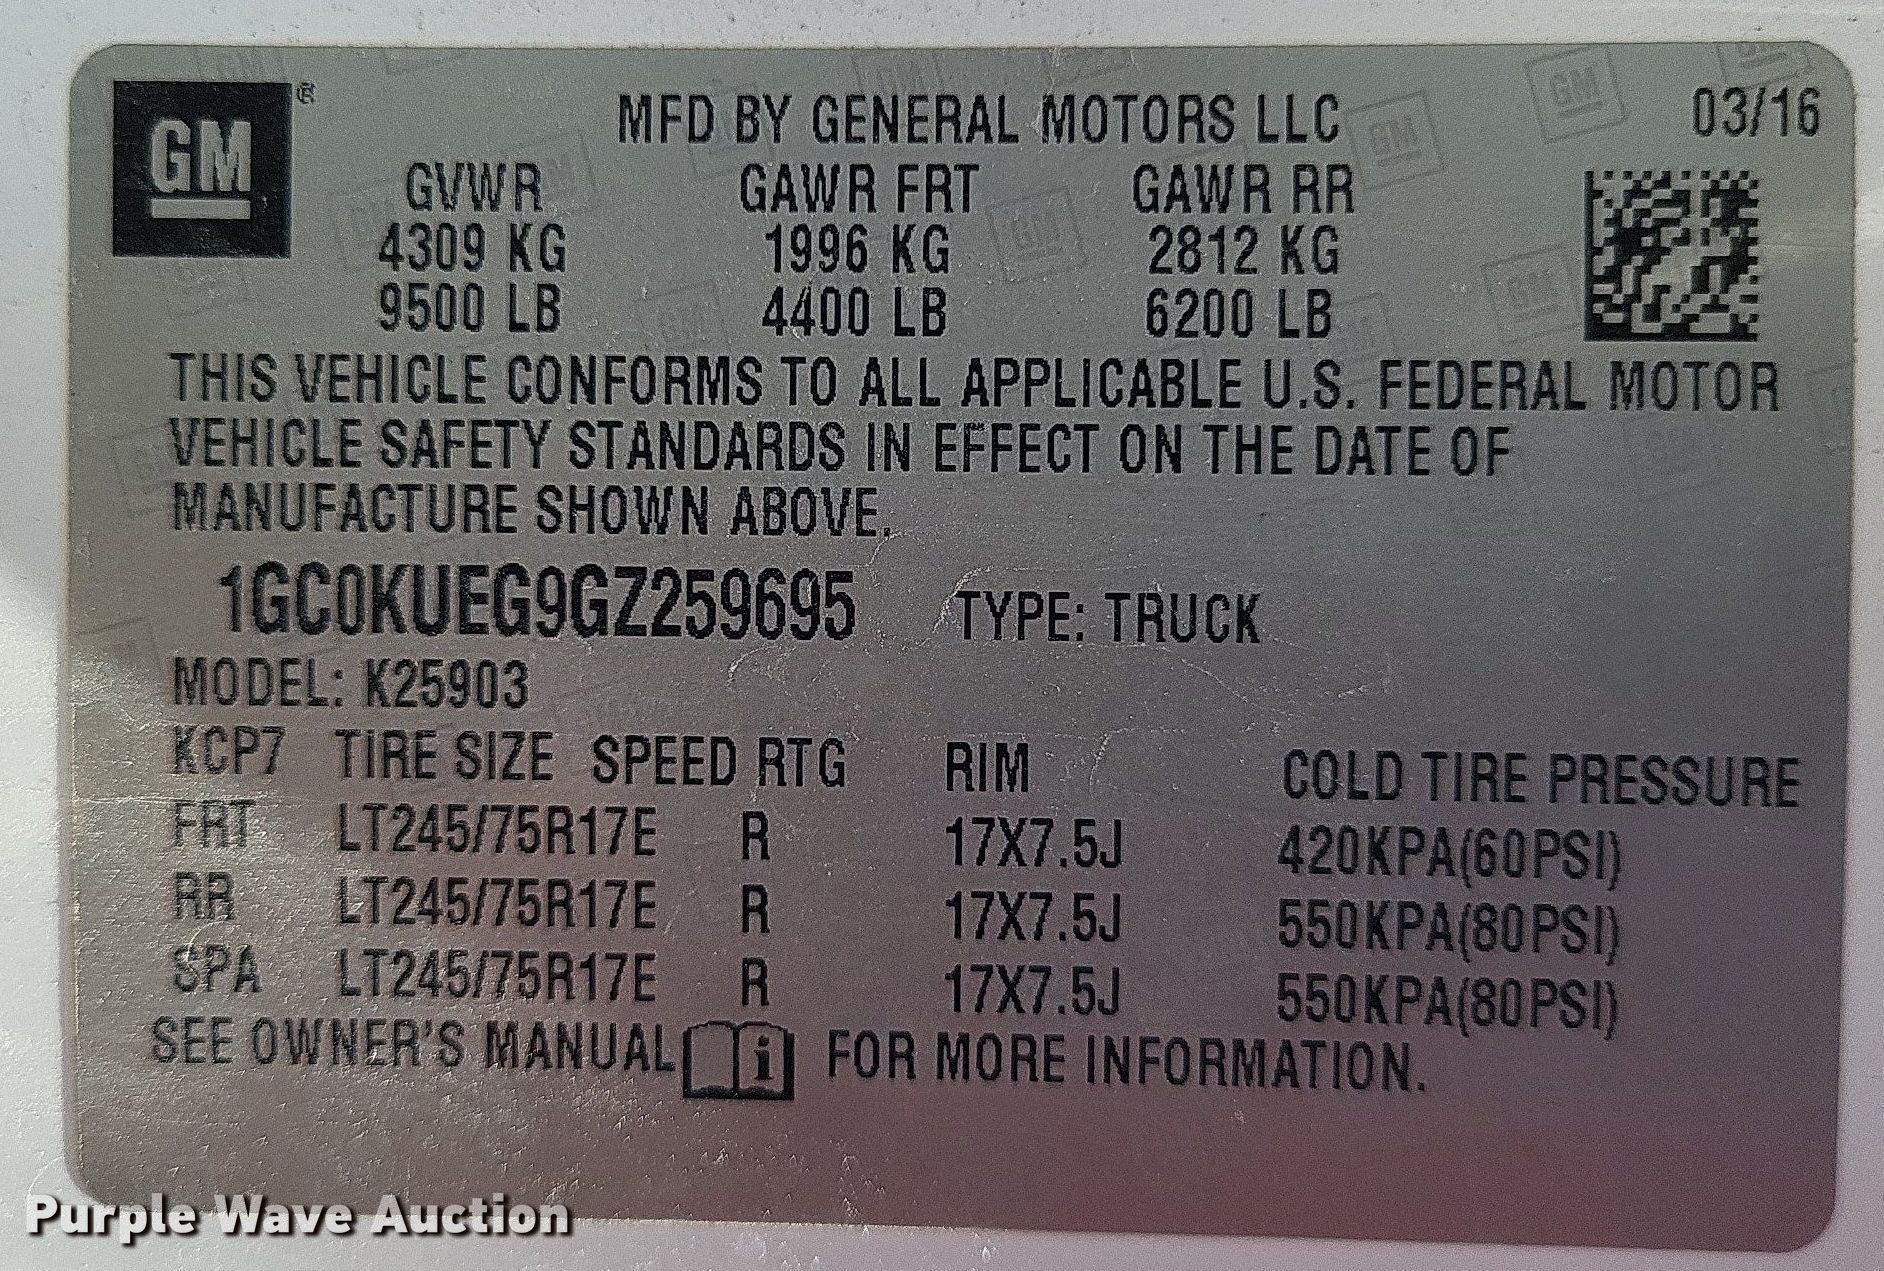 GM ®
MFD BY GENERAL MOTORS LLC 03/16
GVWR GAWR FRT GAWR RR
4309 KG 1996 KG 2812 KG
9500 LB 4400 LB 6200 LB
THIS VEHICLE CONFORMS TO ALL APPLICABLE U.S. FEDERAL MOTOR
VEHICLE SAFETY STANDARDS IN EFFECT ON THE DATE OF
MANUFACTURE SHOWN ABOVE.
1GC0KUEG9GZ259695 TYPE: TRUCK
MODEL: K25903
KCP7 TIRE SIZE SPEED RTG RIM COLD TIRE PRESSURE
FRT LT245/75R17E R 17X7.5J 420KPA(60PSI)
RR LT245/75R17E R 17X7.5J 550KPA(80PSI)
SPA LT245/75R17E R 17X7.5J 550KPA(80PSI)
SEE OWNER'S MANUAL i FOR MORE INFORMATION.
Purple Wave Auction